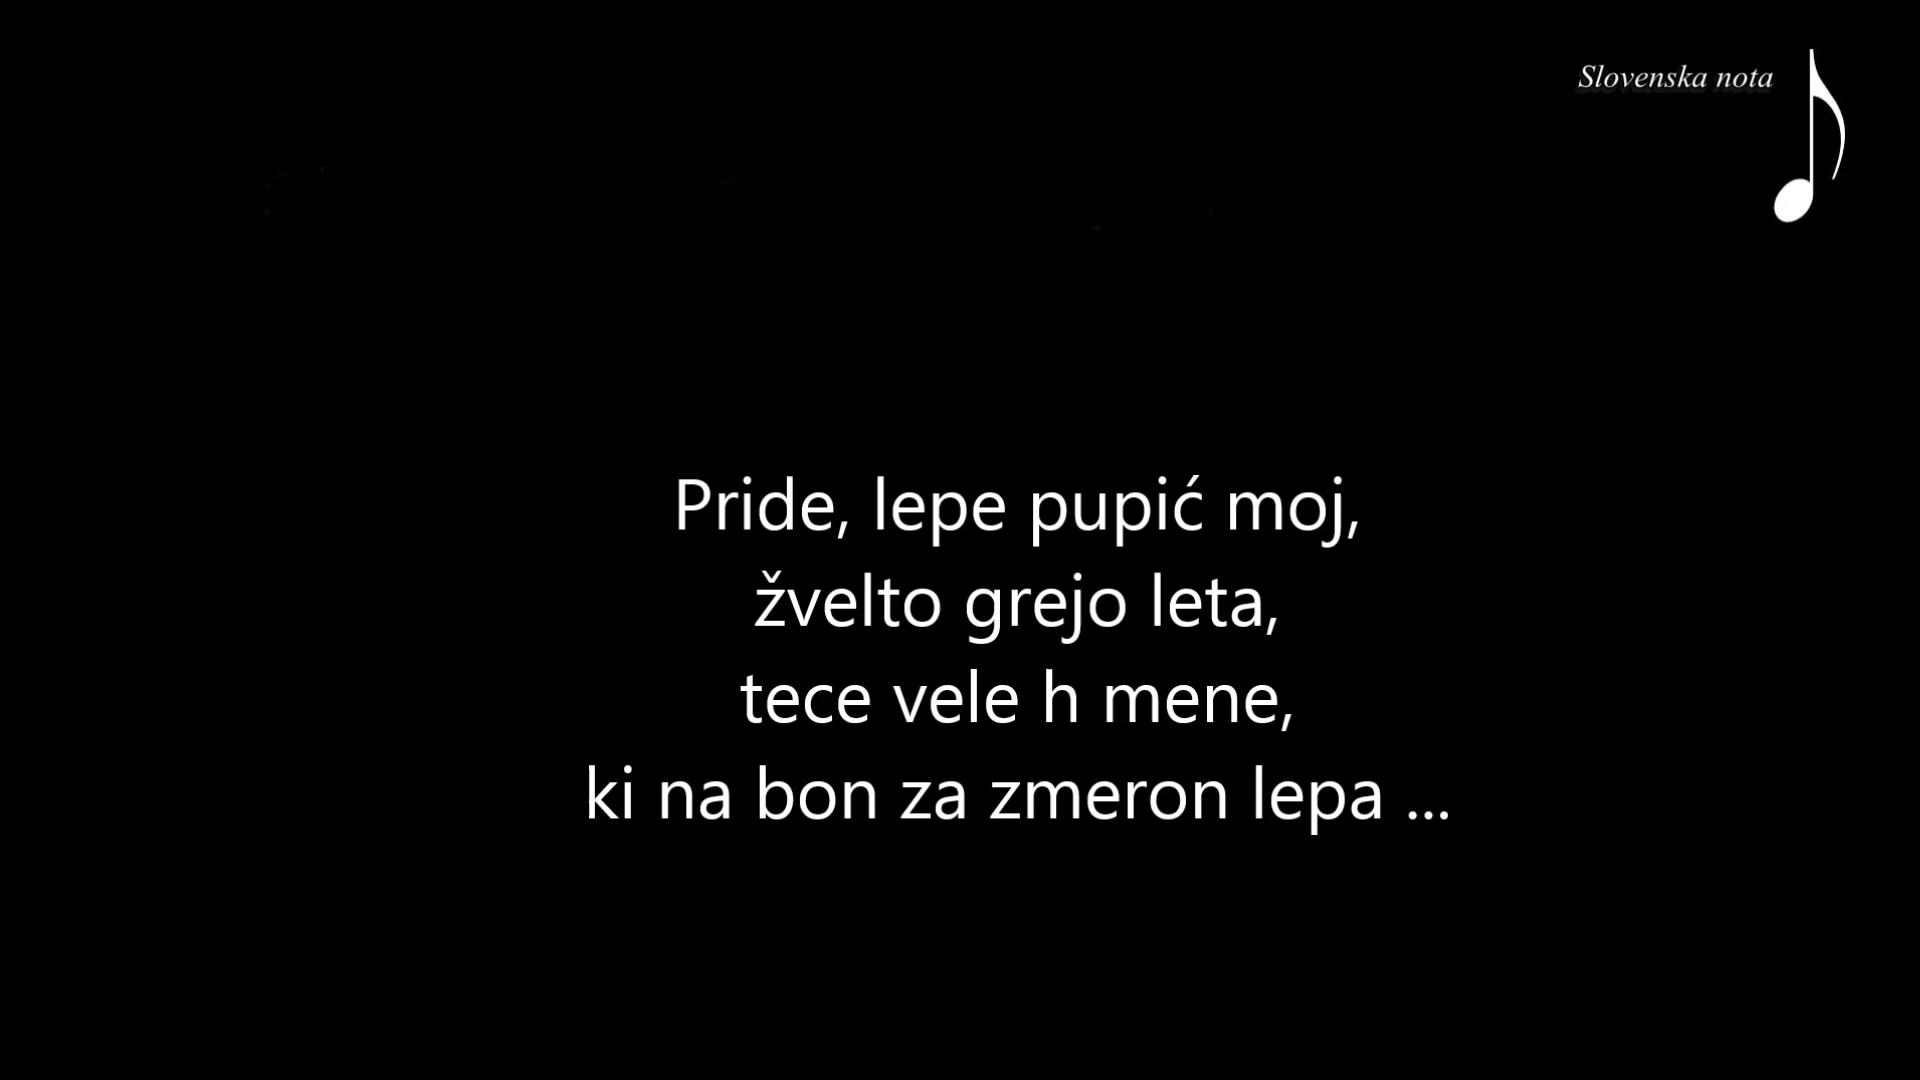 Slovenska nota
Pride, lepe pupić moj,
žvelto grejo leta,
tece vele h mene,
ki na bon za zmeron lepa ...